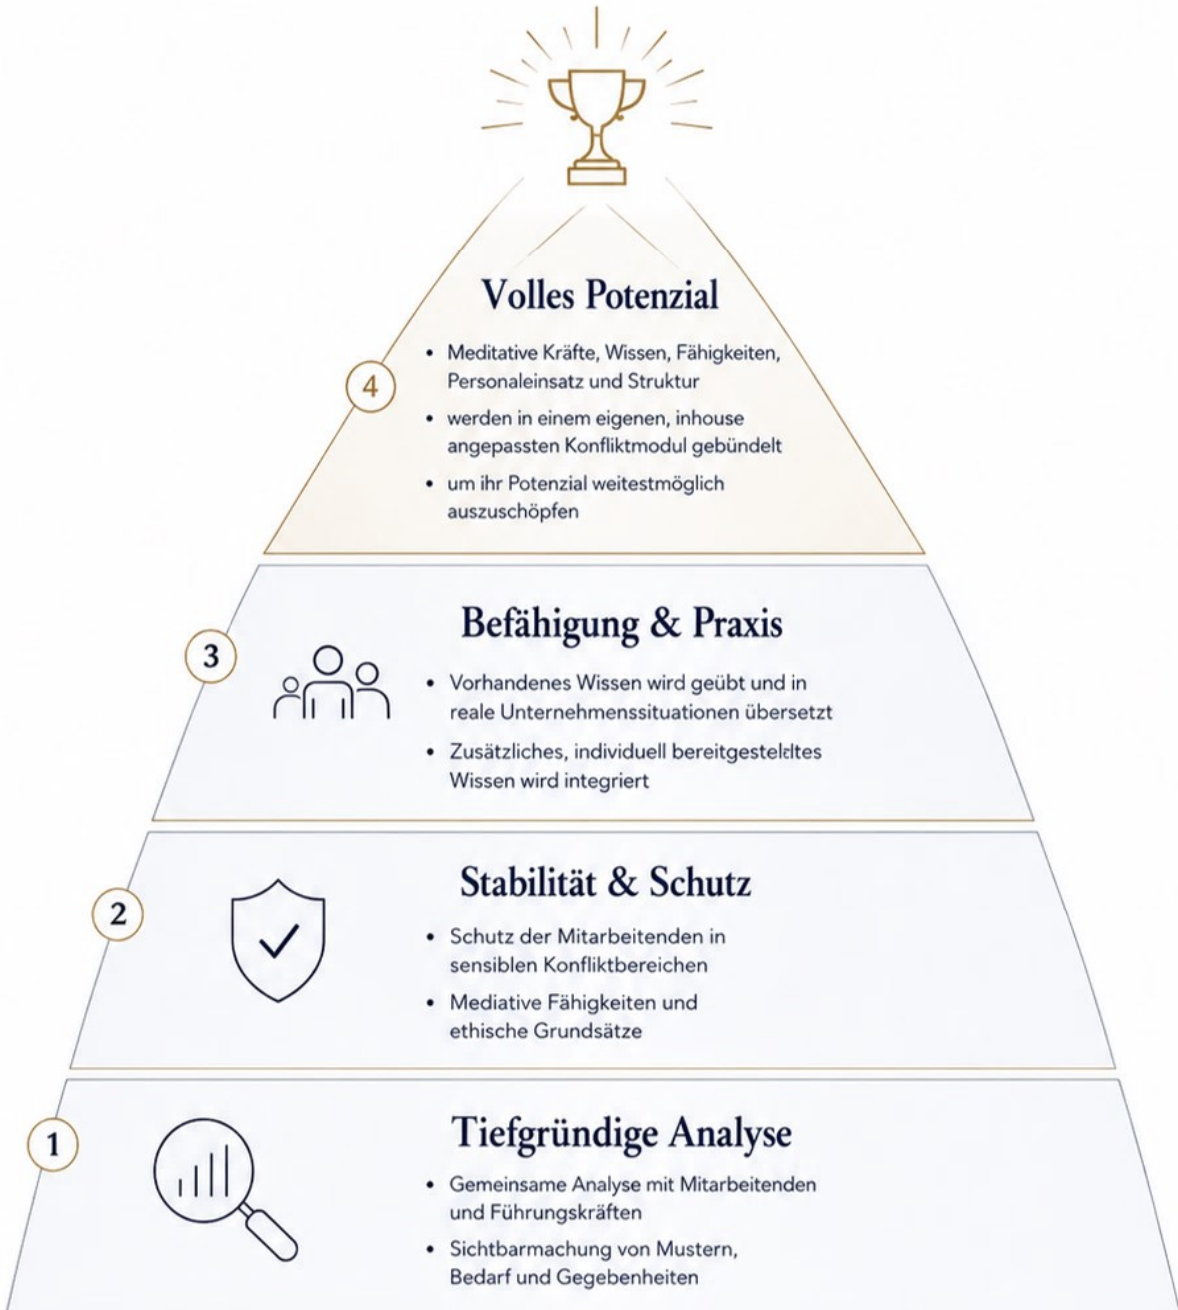 Volles Potenzial
4
• Meditative Kräfte, Wissen, Fähigkeiten,
Personaleinsatz und Struktur
• werden in einem eigenen, inhouse
angepassten Konfliktmodul gebündelt
• um ihr Potenzial weitestmöglich
auszuschöpfen
Befähigung & Praxis
3
• Vorhandenes Wissen wird geübt und in
reale Unternehmenssituationen übersetzt
• Zusätzliches, individuell
Wissen wird integriert
Stabilität & Schutz
2
• Schutz der Mitarbeitenden in
sensiblen Konfliktbereichen
• Mediative Fähigkeiten und
ethische Grundsätze
Tiefgründige Analyse
1
• Gemeinsame Analyse mit Mitarbeitenden
und Führungskräften
• Sichtbarmachung von Mustern,
Bedarf und Gegebenheiten